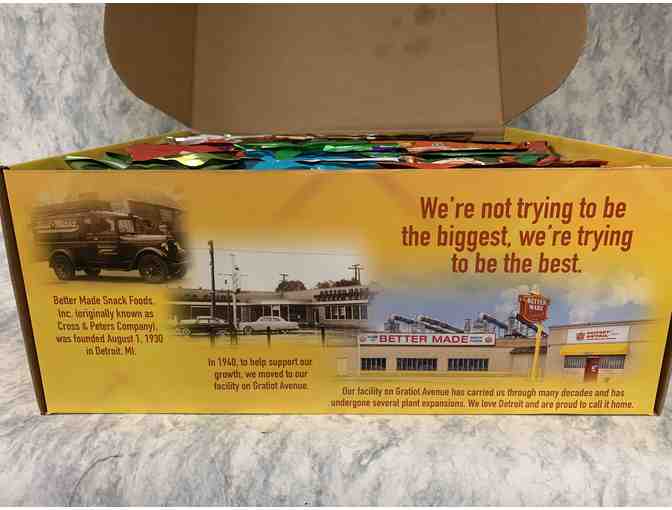 We're not trying to be
the biggest, we're trying
to be the best.
Better Made Snack Foods,
Inc. (originally known as
Cross & Peters Company),
was founded August 1, 1930
in Detroit, MI.
In 1940, to help support our
growth, we moved to our
facility on Gratiot Avenue.
BETTER
MADE
BETTER MADE
Our facility on Gratiot Avenue has carried us through many decades and has
undergone several plant expansions. We love Detroit and are proud to call it home.